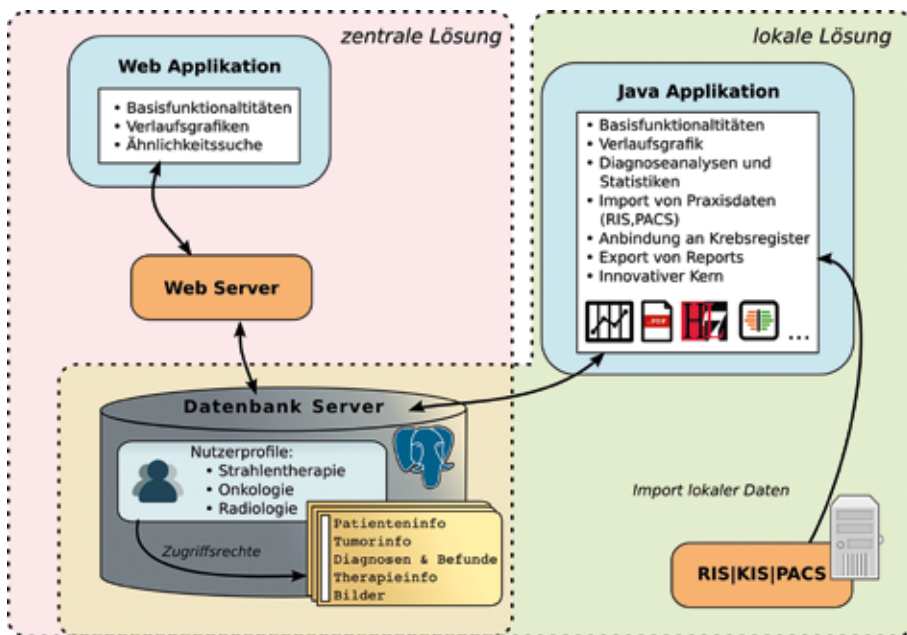 zentrale Lösung
Web Applikation
• Basisfunktionaltitäten
• Verlaufsgrafiken
• Ähnlichkeitssuche
Web Server
Datenbank Server
Nutzerprofile:
• Strahlentherapie
• Onkologie
• Radiologie
Zugriffsrechte
Patienteninfo
Tumorinfo
Diagnosen & Befunde
Therapieinfo
Bilder
lokale Lösung
Java Applikation
• Basisfunktionaltitäten
• Verlaufsgrafik
• Diagnoseanalysen und
Statistiken
• Import von Praxisdaten
(RIS,PACS)
• Anbindung an Krebsregister
• Export von Reports
• Innovativer Kern
.PDF
H7
...
Import lokaler Daten
RIS|KIS|PACS